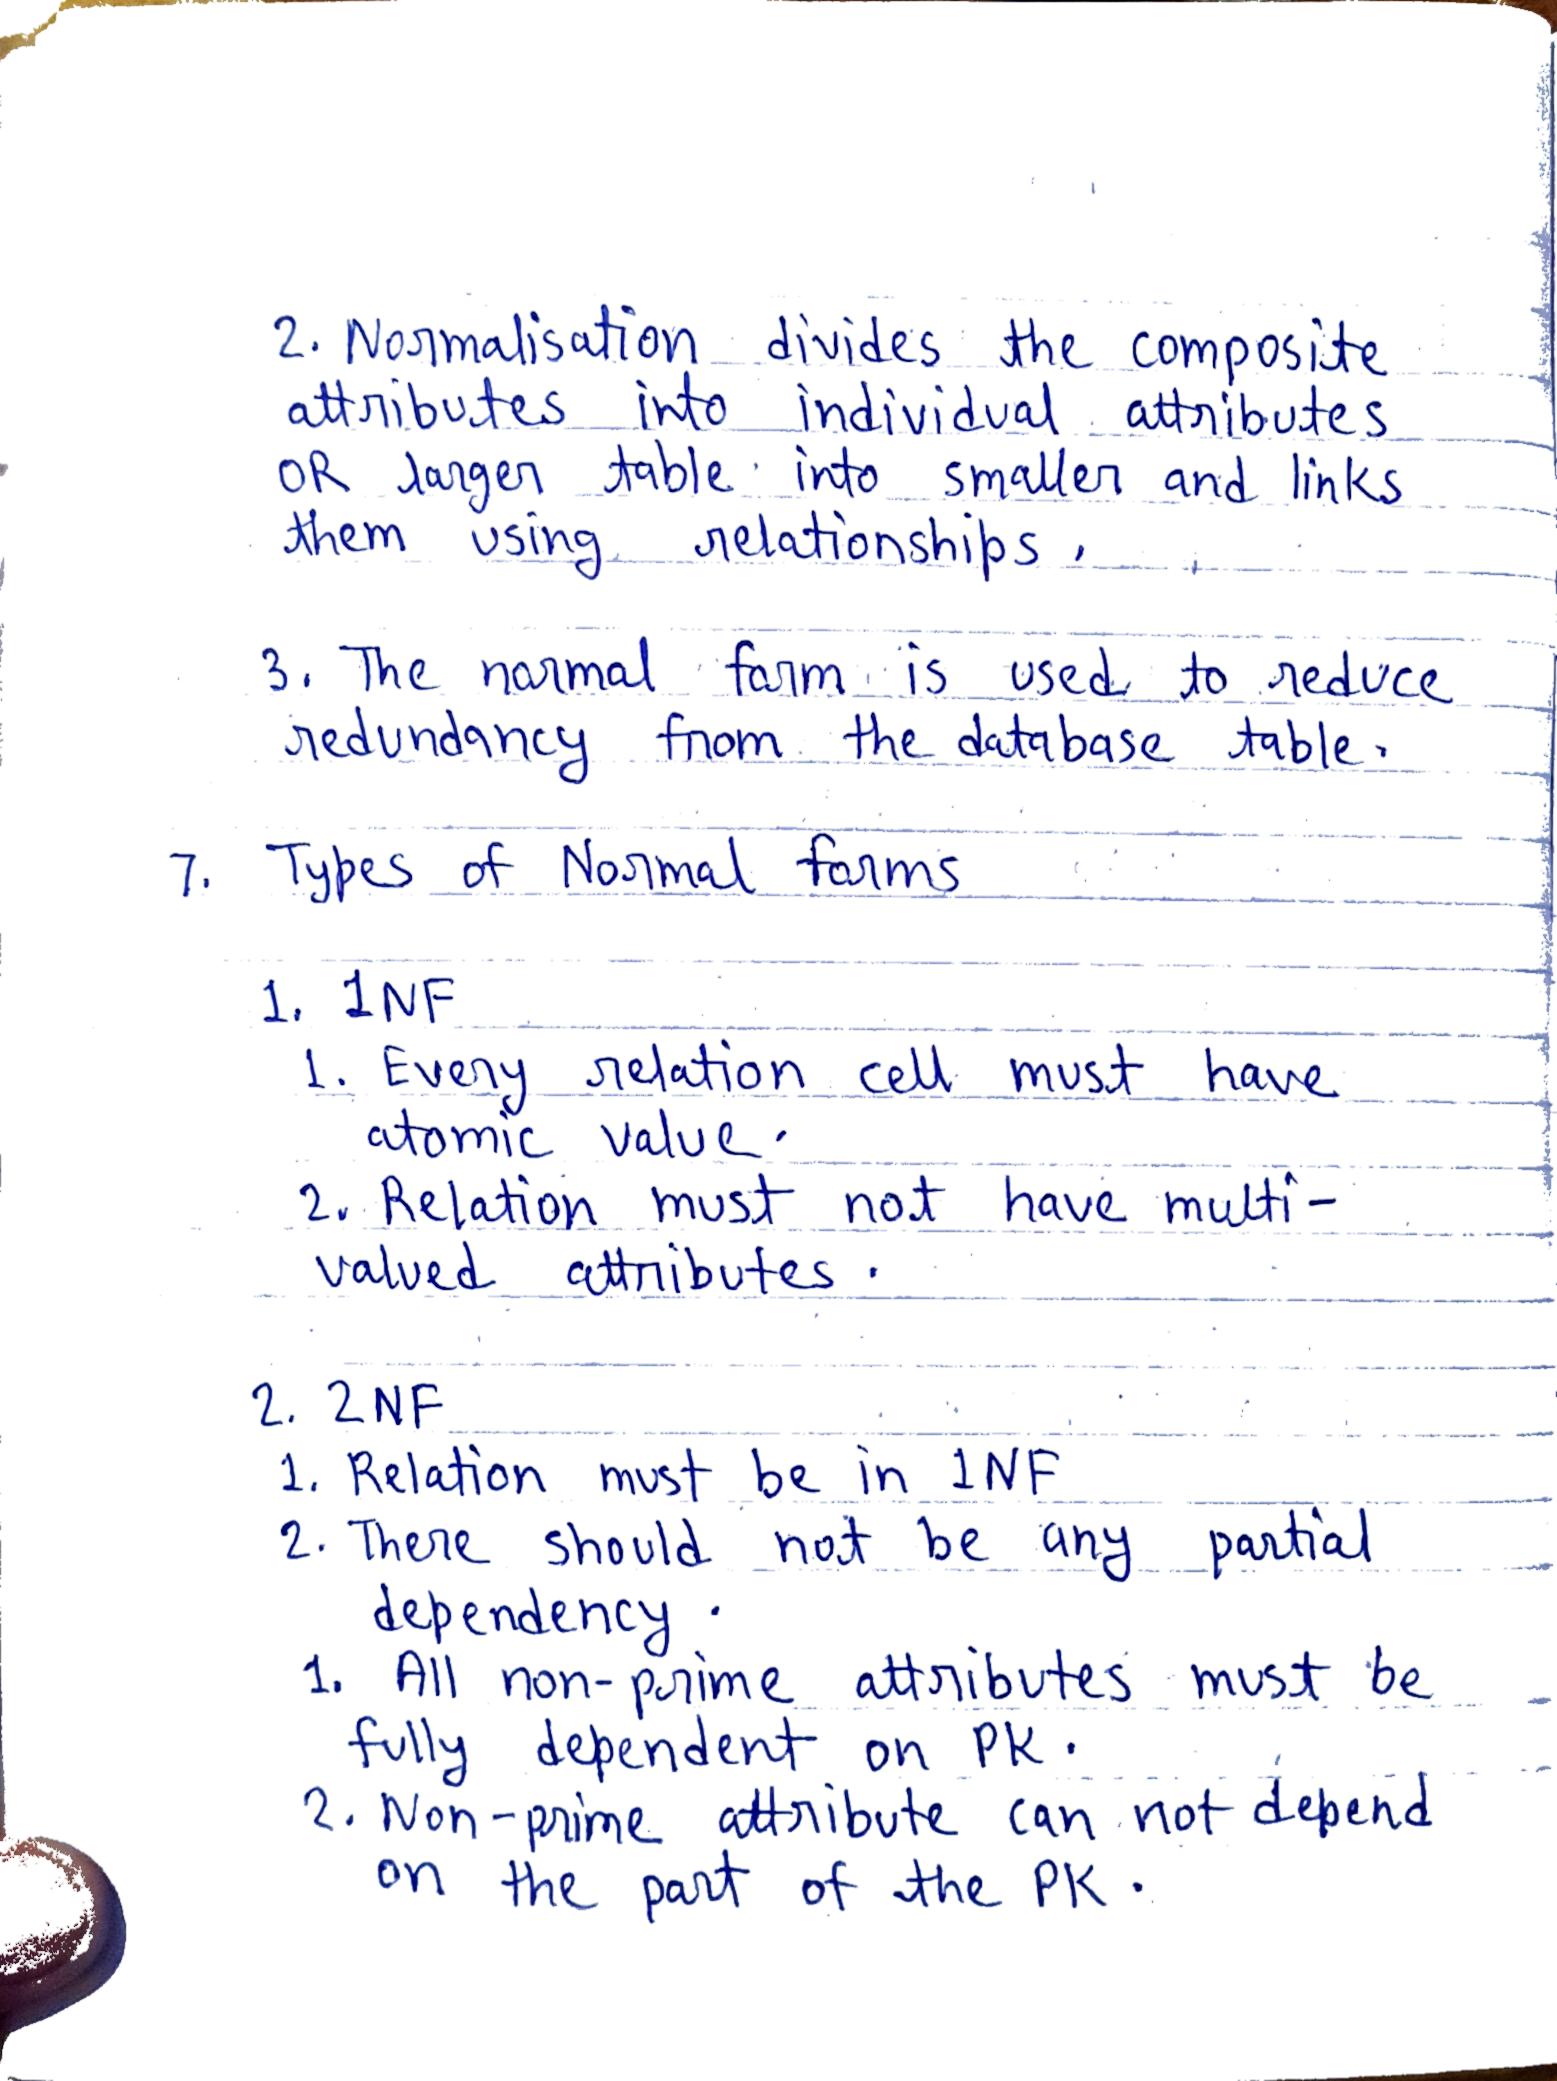 2. Normalisation divides the composite
attributes into individual attributes
OR larger table into smaller and links
them using relationships.
3. The normal form is used to reduce
redundancy from the database table.
7. Types of Normal forms
1. 1NF
1. Every relation cell must have
atomic value.
2. Relation must not have multi-
valued attributes.
2. 2NF
1. Relation must be in 1NF
2. There should not be any partial
dependency.
1. All non-prime attributes must be
fully dependent on PK.
2. Non-prime attribute can not depend
on the part of the PK.